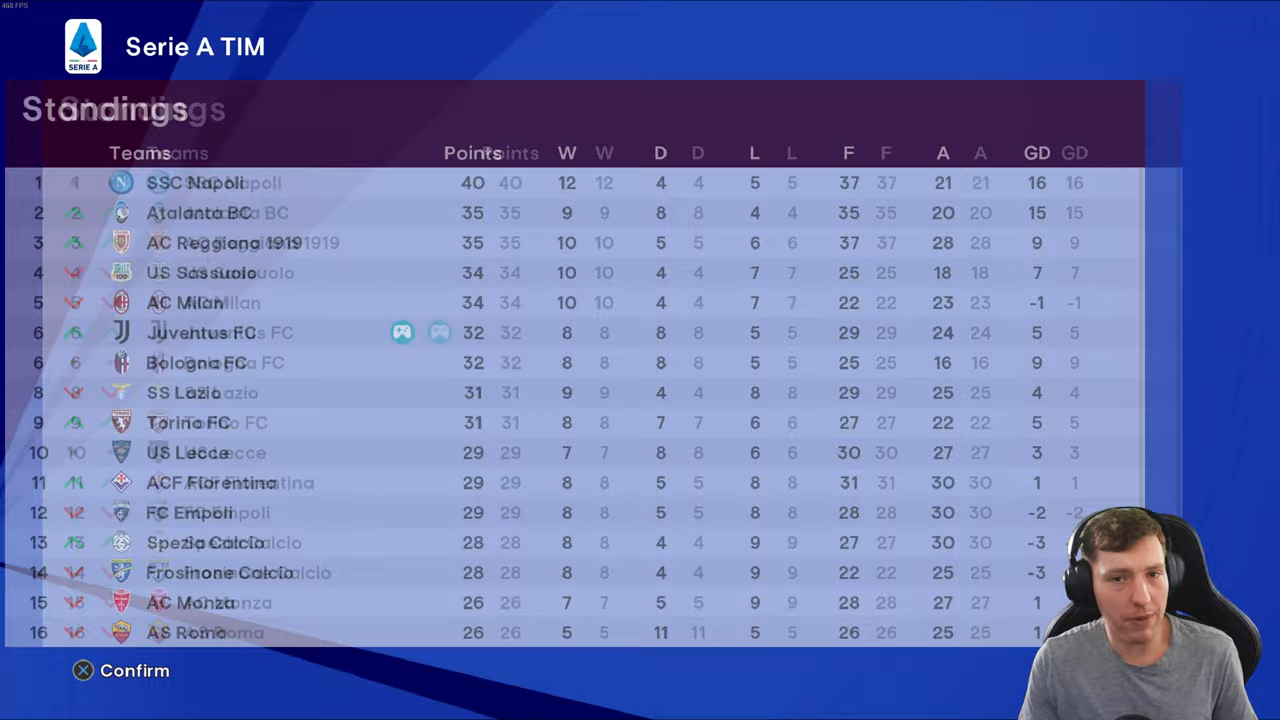 468 FPS
SERIE A
Serie A TIM
Standings
Teams Points W D L F A GD
1 SSC Napoli 40 12 4 5 37 21 16
2 Atalanta BC 35 9 8 4 35 20 15
3 AC Reggiana 1919 35 10 5 6 37 28 9
4 US Sassuolo 34 10 4 7 25 18 7
5 AC Milan 34 10 4 7 22 23 -1
6 Juventus FC 32 8 8 5 29 24 5
6 Bologna FC 32 8 8 5 25 16 9
8 SS Lazio 31 9 4 8 29 25 4
9 Torino FC 31 8 7 6 27 22 5
10 US Lecce 29 7 8 6 30 27 3
11 ACF Fiorentina 29 8 5 8 31 30 1
12 FC Empoli 29 8 5 8 28 30 -2
13 Spezia Calcio 28 8 4 9 27 30 -3
14 Frosinone Calcio 28 8 4 9 22 25 -3
15 AC Monza 26 7 5 9 28 27 1
16 AS Roma 26 5 11 5 26 25 1
Confirm